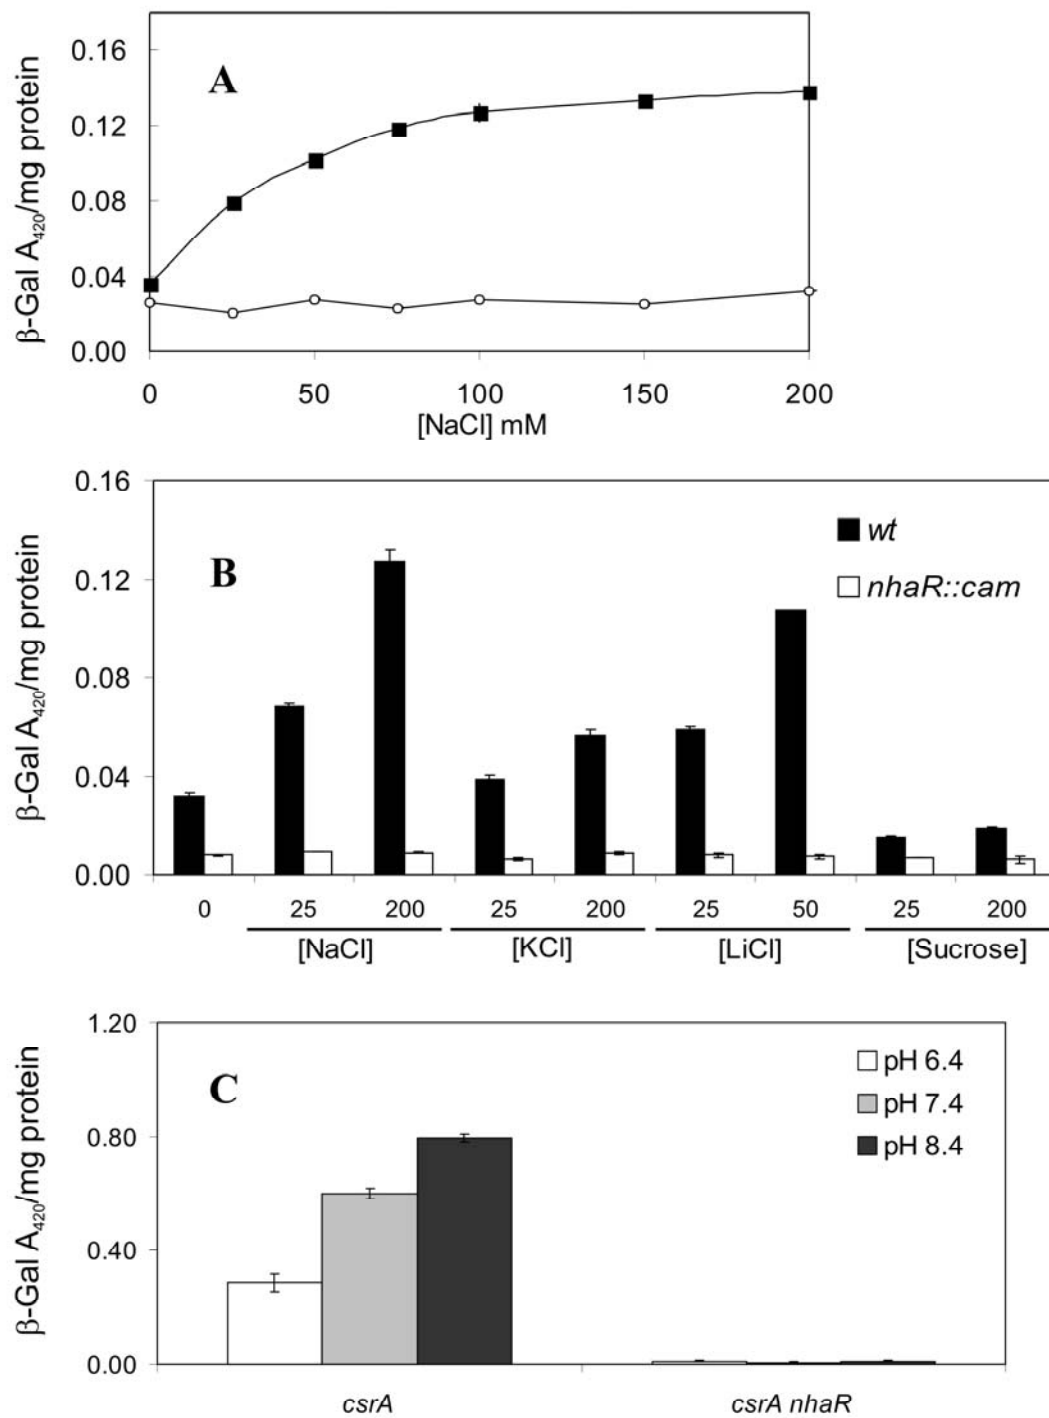 A
β-Gal A420/mg protein
0.16
0.12
0.08
0.04
0.00
0 50 100 150 200
[NaCl] mM
B
β-Gal A420/mg protein
0.16
0.12
0.08
0.04
0.00
wt
nhaR::cam
0 25 200 25 200 25 50 25 200
[NaCl] [KCl] [LiCl] [Sucrose]
C
β-Gal A420/mg protein
1.20
0.80
0.40
0.00
pH 6.4
pH 7.4
pH 8.4
csrA csrA nhaR